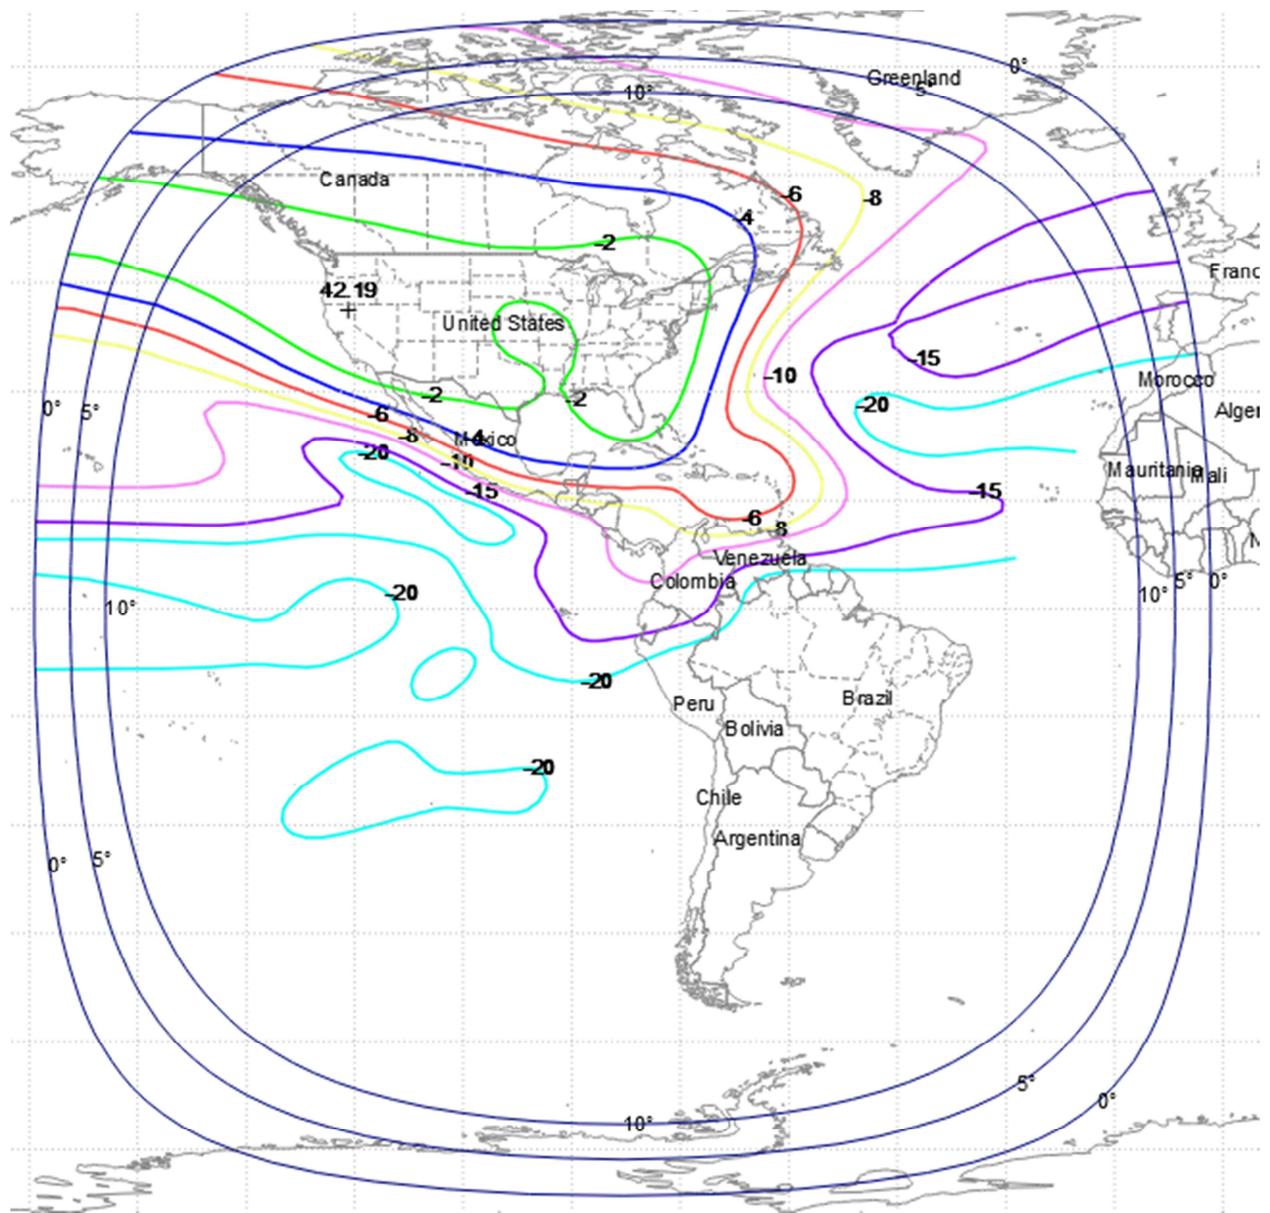 0°
Greenland
5°
10°
Canada
-6
-8
-4
-2
Franc
42.19
United States
-15
-10
Morocco
-2
-2
-20
0°
5°
-6
Alger
-8
-4
México
-20
-10
Mauritania
Mali
-15
-15
-6
-8
Venezuela
Colombia
5°
0°
-20
10°
10°
-20
Peru
Brazil
Bolivia
-20
Chile
Argentina
0°
5°
5°
0°
10°